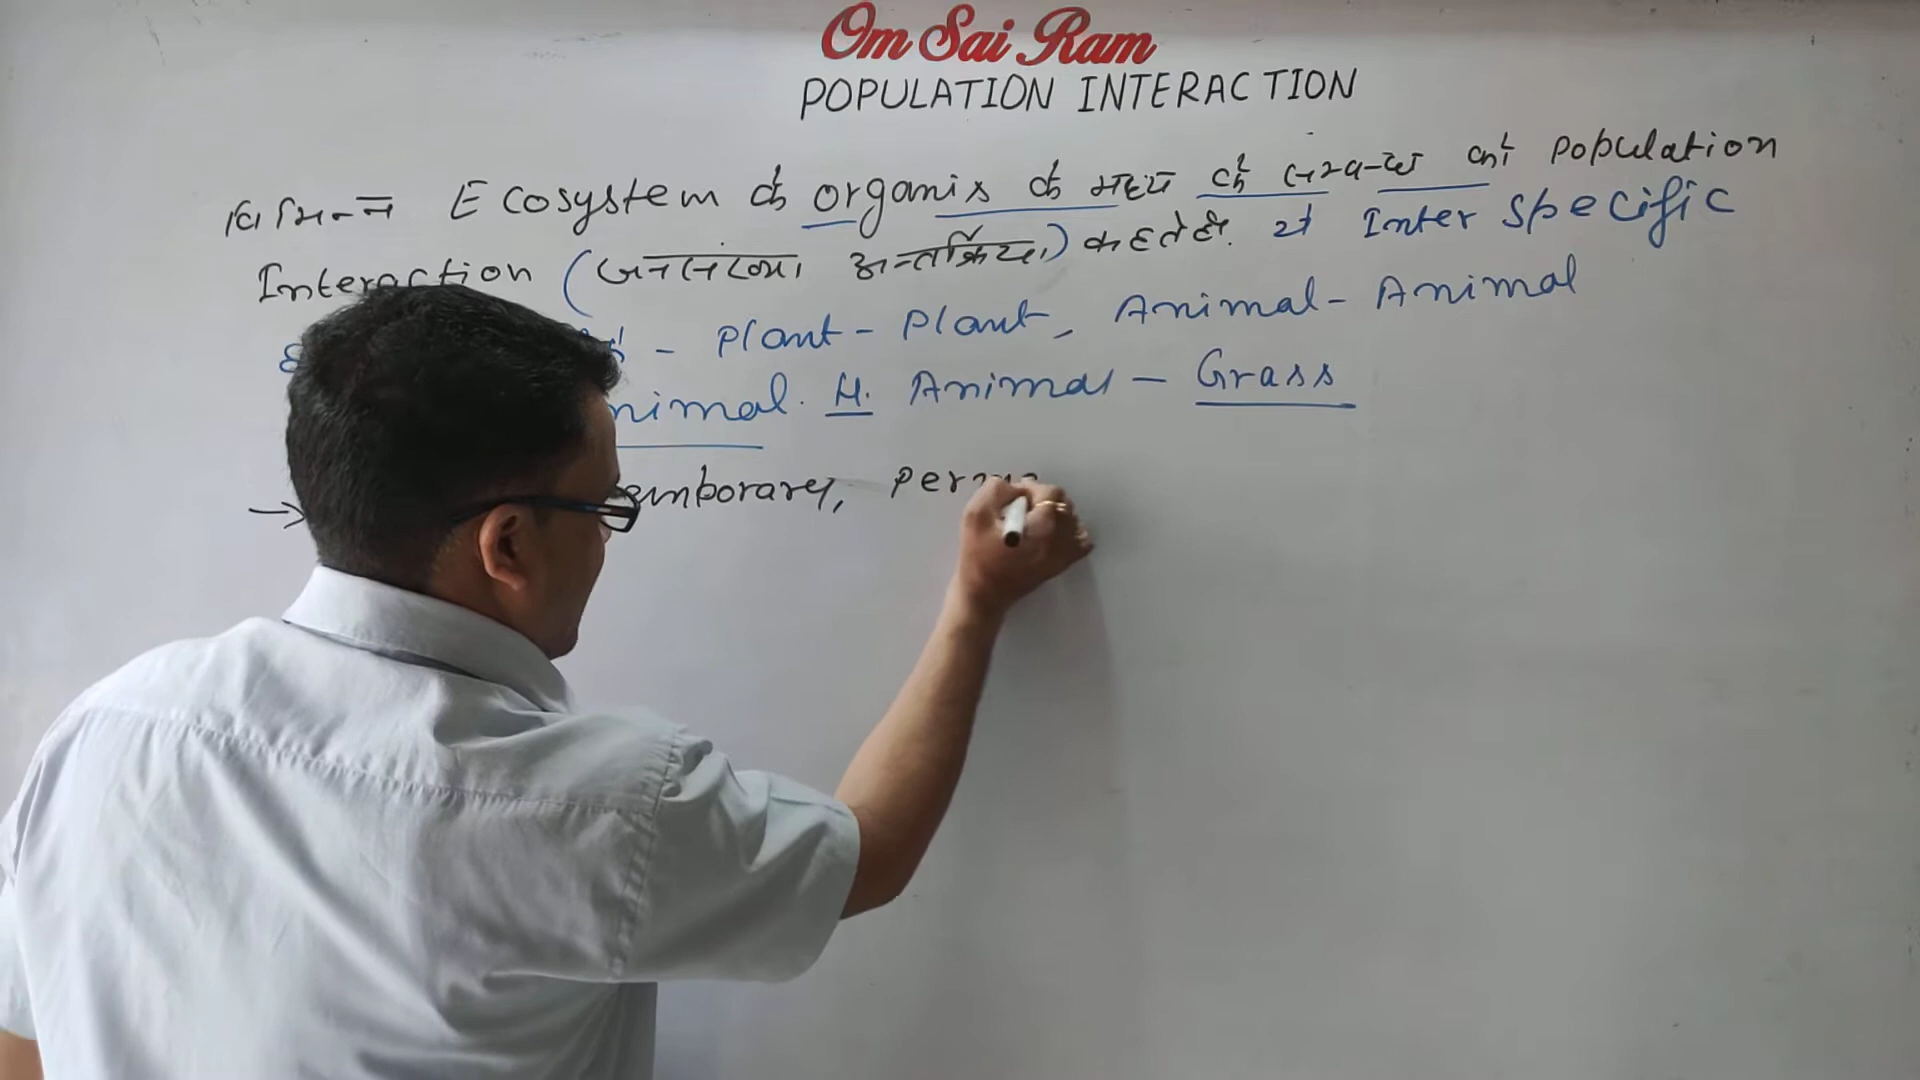 Om Sai Ram
POPULATION INTERACTION
विभिन्न Ecosystem के organis के मध्य के सम्बन्ध को population
Interaction (जनसंख्या अन्तर्क्रिया) कहते है. ये Inter specific
- Plant - Plant, Animal - Animal
nimal. H. Animal - Grass
→ emporary, Perma